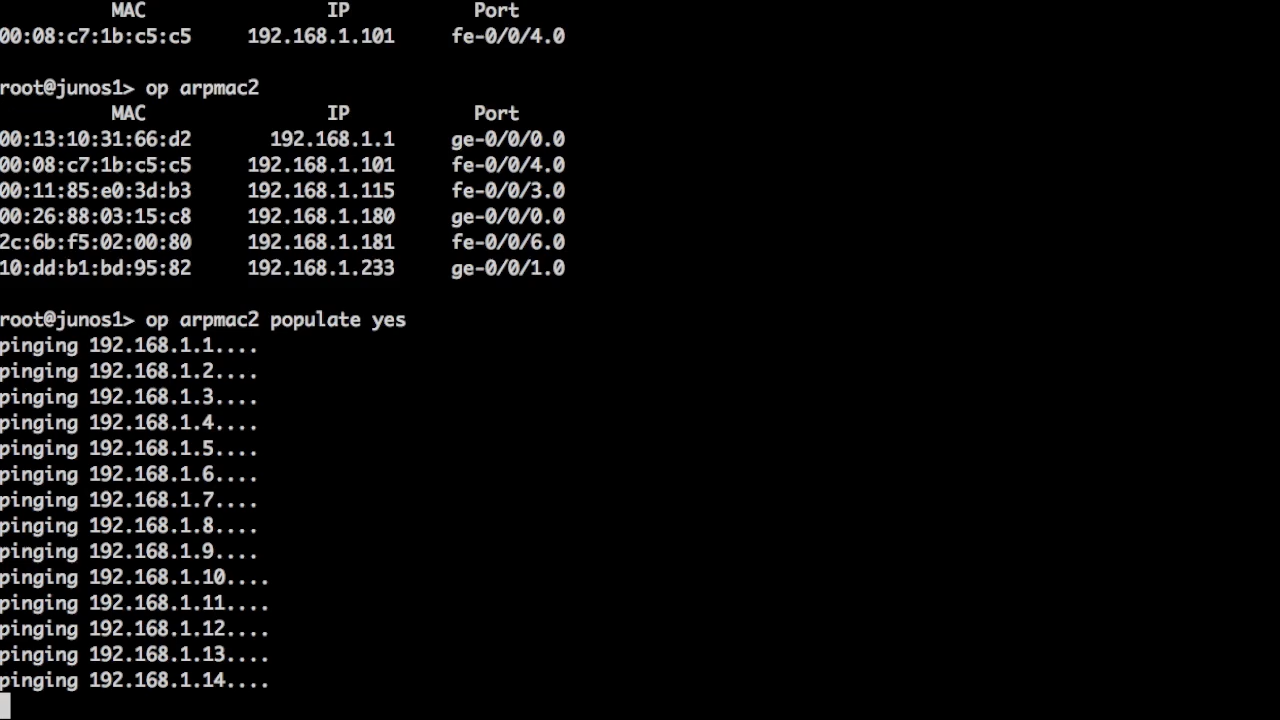 MAC IP Port
00:08:c7:1b:c5:c5 192.168.1.101 fe-0/0/4.0
root@junos1> op arpmac2
MAC IP Port
00:13:10:31:66:d2 192.168.1.1 ge-0/0/0.0
00:08:c7:1b:c5:c5 192.168.1.101 fe-0/0/4.0
00:11:85:e0:3d:b3 192.168.1.115 fe-0/0/3.0
00:26:88:03:15:c8 192.168.1.180 ge-0/0/0.0
2c:6b:f5:02:00:80 192.168.1.181 fe-0/0/6.0
10:dd:b1:bd:95:82 192.168.1.233 ge-0/0/1.0
root@junos1> op arpmac2 populate yes
pinging 192.168.1.1....
pinging 192.168.1.2....
pinging 192.168.1.3....
pinging 192.168.1.4....
pinging 192.168.1.5....
pinging 192.168.1.6....
pinging 192.168.1.7....
pinging 192.168.1.8....
pinging 192.168.1.9....
pinging 192.168.1.10....
pinging 192.168.1.11....
pinging 192.168.1.12....
pinging 192.168.1.13....
pinging 192.168.1.14....